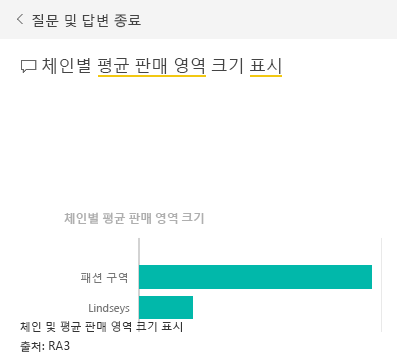 질문 및 답변 종료
체인별 평균 판매 영역 크기 표시
체인별 평균 판매 영역 크기
패션 구역
Lindseys
체인 및 평균 판매 영역 크기 표시
출처: RA3